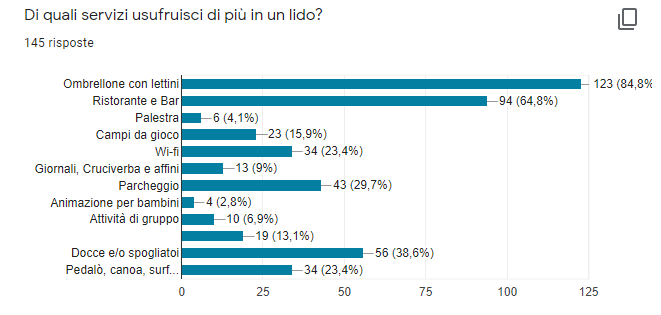 Di quali servizi usufruisci di più in un lido?
145 risposte
Ombrellone con lettini 123 (84,8%
Ristorante e Bar 94 (64,8%)
Palestra 6 (4,1%)
Campi da gioco 23 (15,9%)
Wi-fi 34 (23,4%)
Giornali, Cruciverba e affini 13 (9%)
Parcheggio 43 (29,7%)
Animazione per bambini 4 (2,8%)
Attività di gruppo 10 (6,9%)
19 (13,1%)
Docce e/o spogliatoi 56 (38,6%)
Pedalò, canoa, surf... 34 (23,4%)
0 25 50 75 100 125